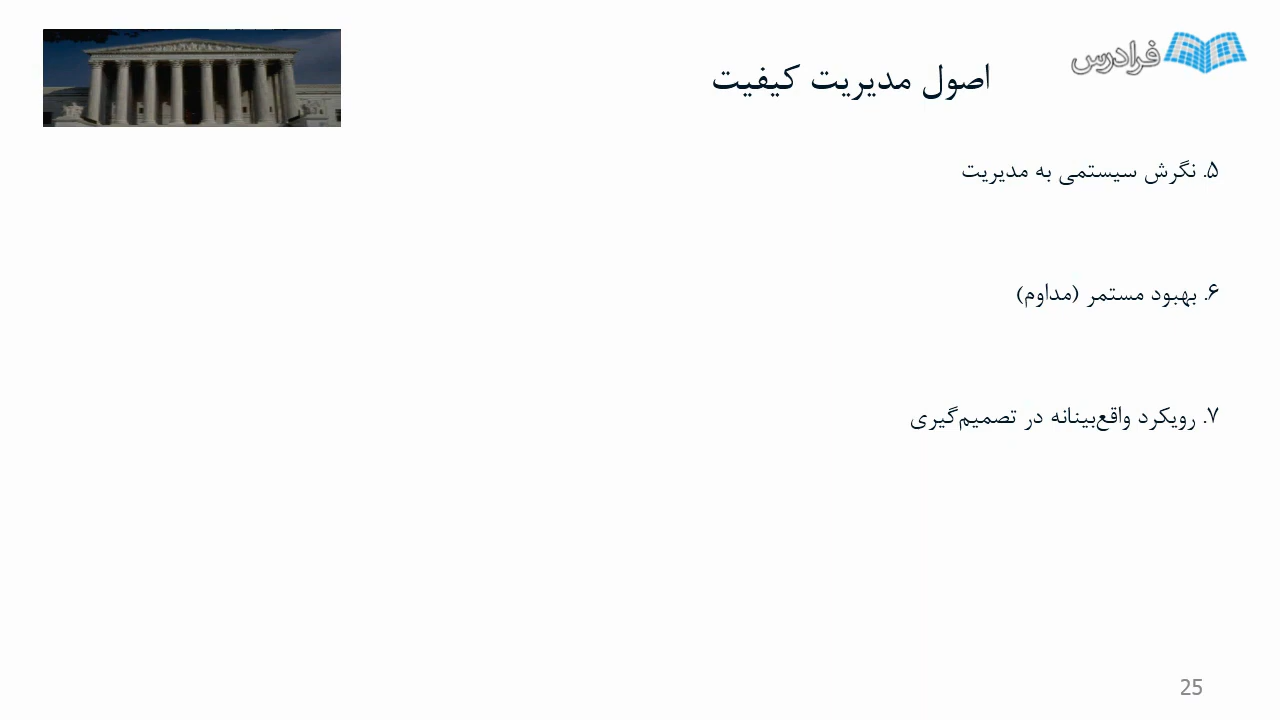 فرادرس
اصول مدیریت کیفیت
۵. نگرش سیستمی به مدیریت
۶. بهبود مستمر (مداوم)
۷. رویکرد واقع‌بینانه در تصمیم‌گیری
25